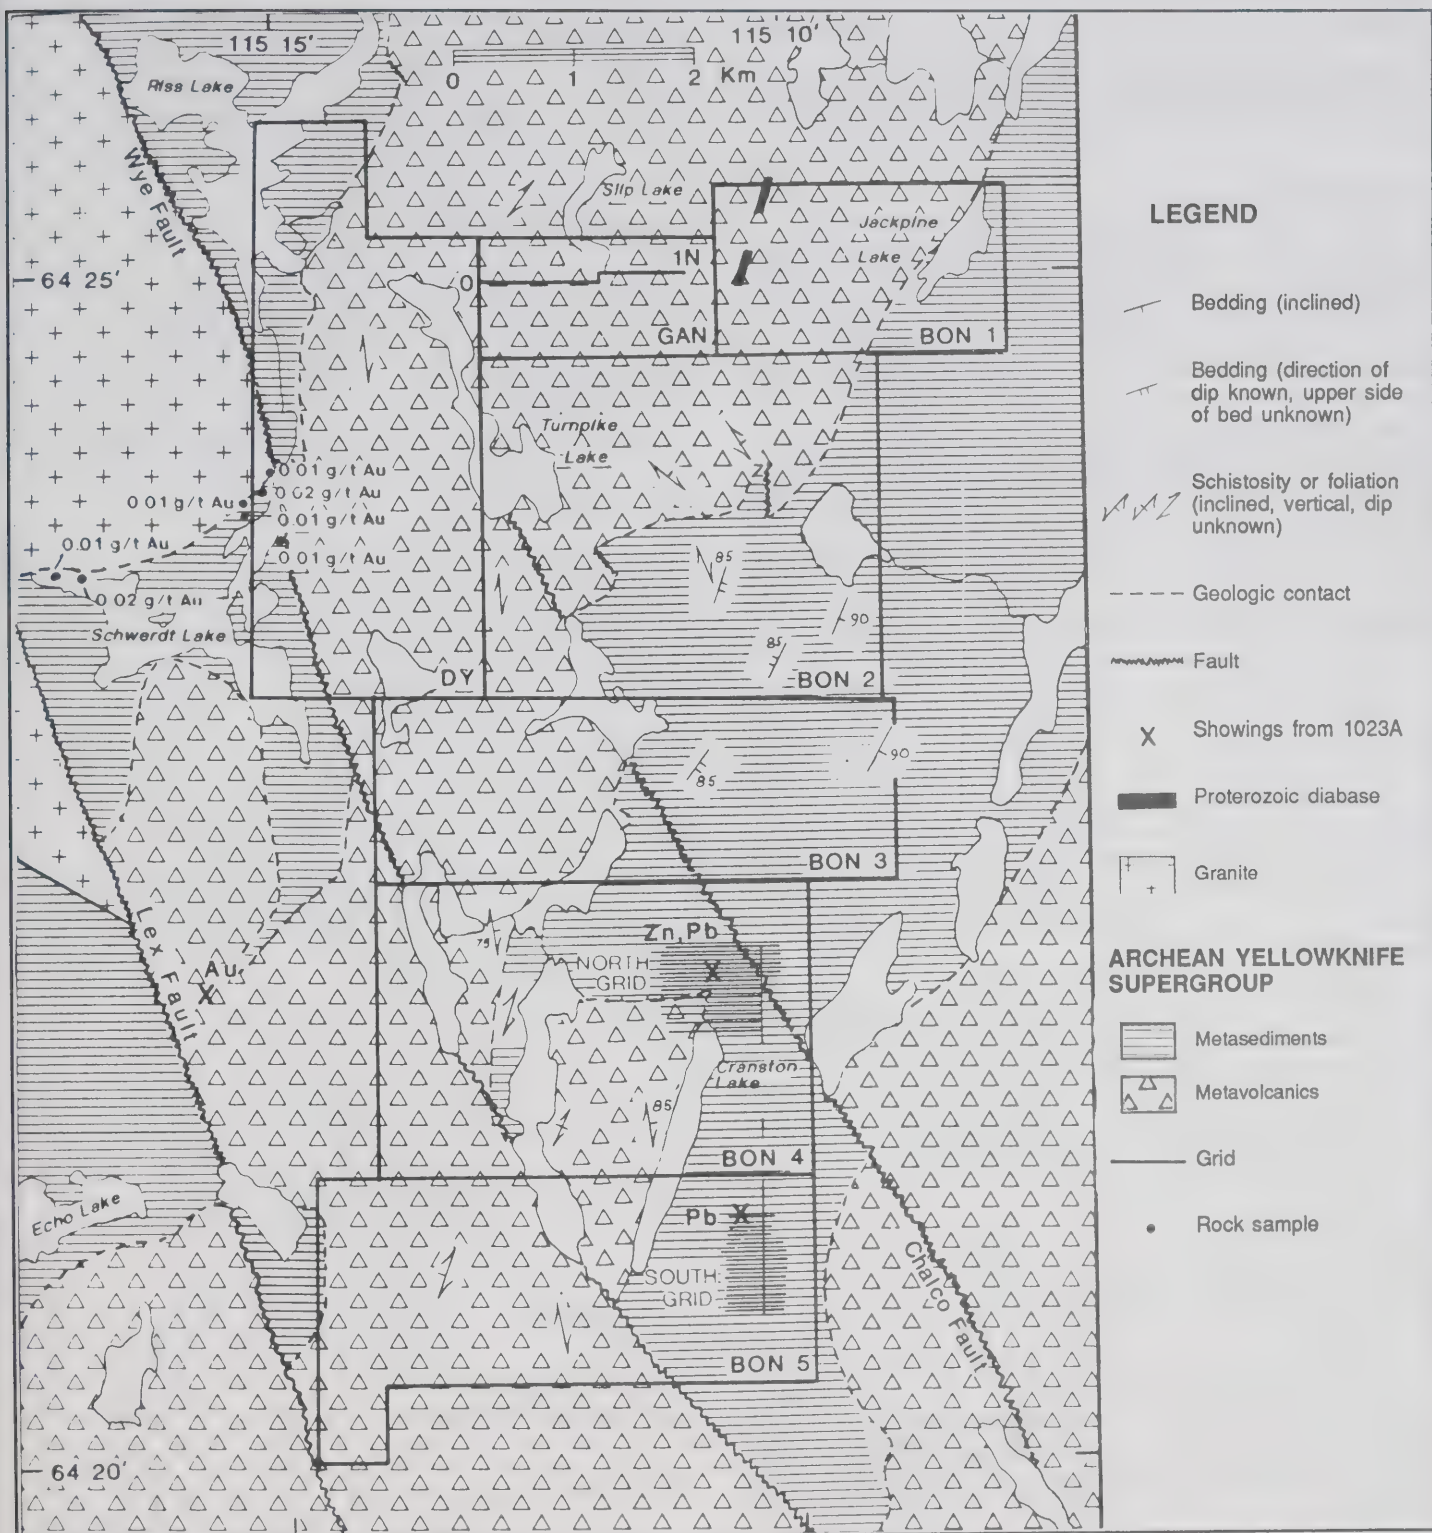 115 15'
115 10'
Riss Lake
0 1 2 Km
Wye Fault
Slip Lake
Jackpine
Lake
64 25'
1N
0
GAN
BON 1
Turnpike
Lake
0.01 g/t Au
0.02 g/t Au
0.01 g/t Au
0.01 g/t Au
0.01 g/t Au
0.01 g/t Au
0.02 g/t Au
Schwerdt Lake
85
90
85
DY
BON 2
90
85
BON 3
Lex Fault
Au
Zn, Pb
75
NORTH
GRID
Cranston
Lake
85
BON 4
Echo Lake
Pb
SOUTH
GRID
Chalco Fault
BON 5
64 20'
LEGEND
Bedding (inclined)
Bedding (direction of
dip known, upper side
of bed unknown)
Schistosity or foliation
(inclined, vertical, dip
unknown)
Geologic contact
Fault
Showings from 1023A
Proterozoic diabase
Granite
ARCHEAN YELLOWKNIFE
SUPERGROUP
Metasediments
Metavolcanics
Grid
Rock sample